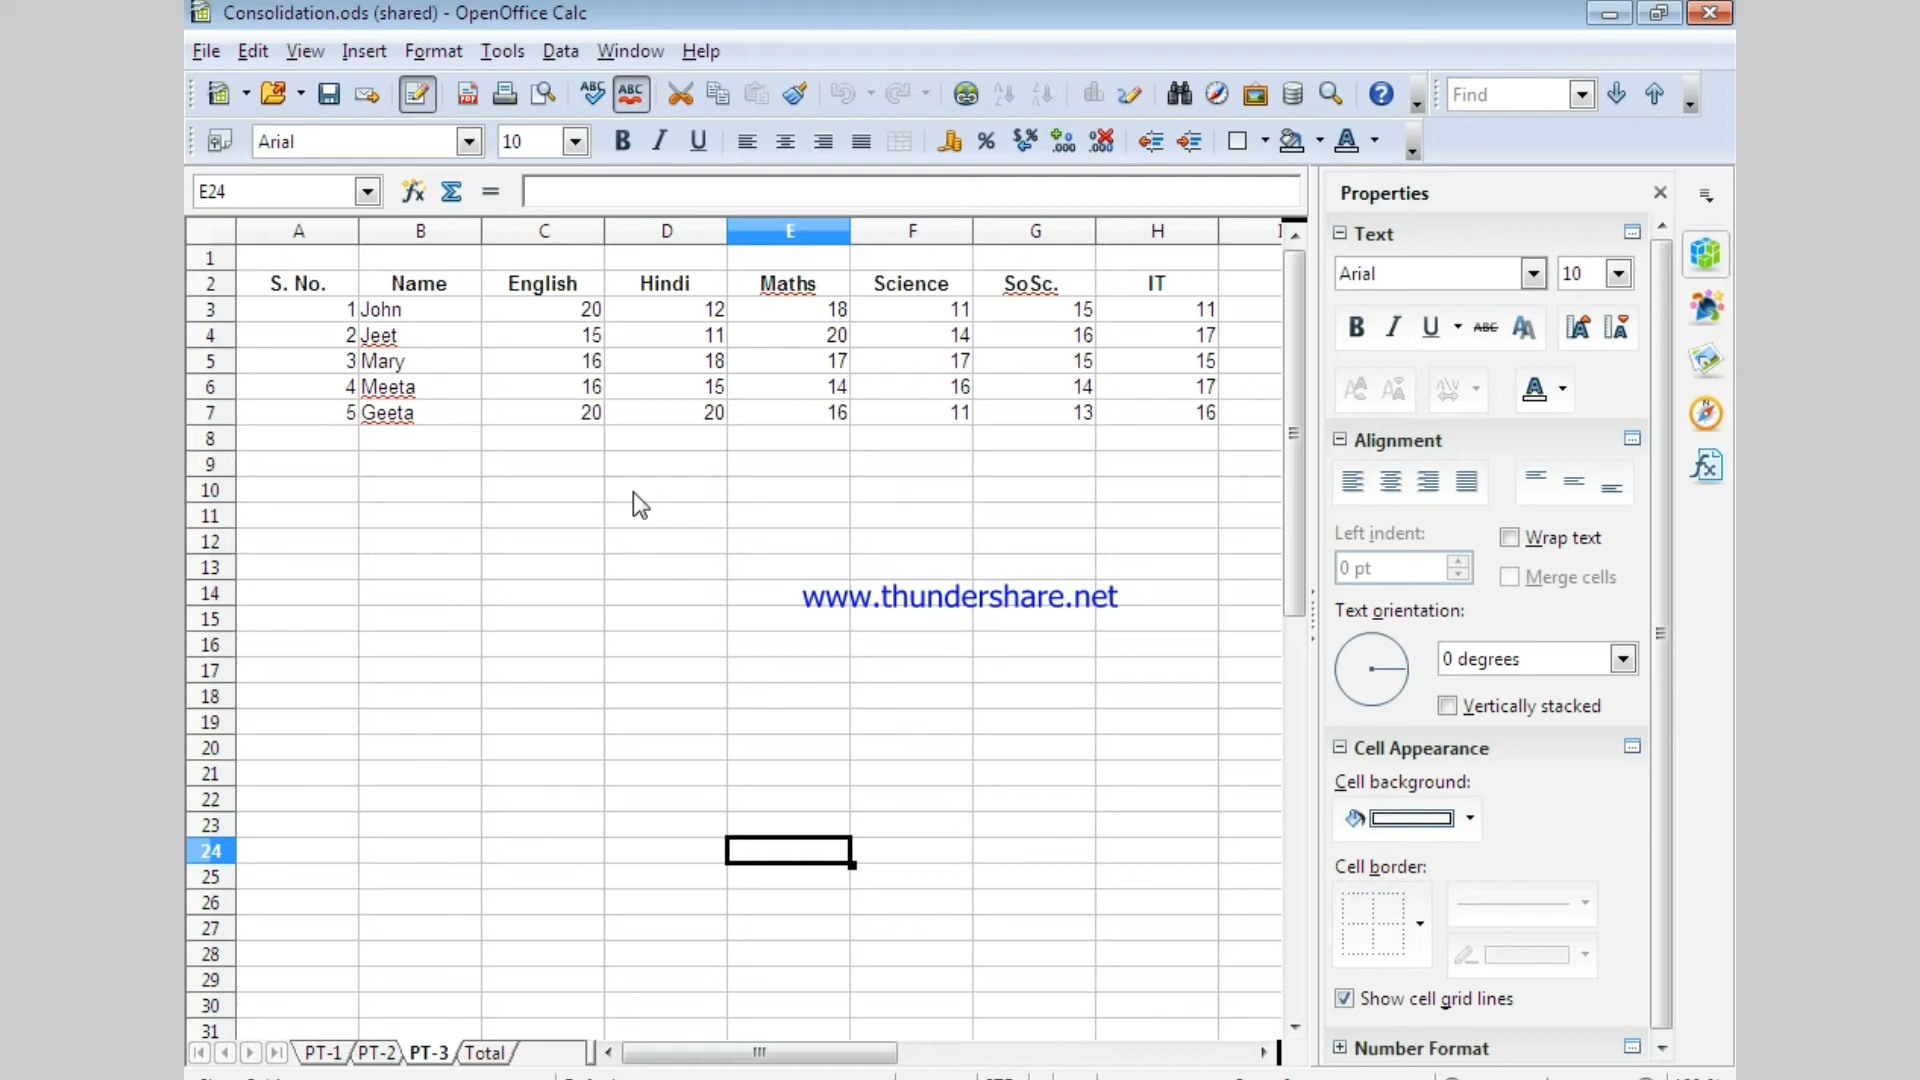 Consolidation.ods (shared) - OpenOffice Calc
File Edit View Insert Format Tools Data Window Help
Find
Arial 10
E24
Properties
Text
Arial 10
Alignment
Left indent:
0 pt
Wrap text
Merge cells
Text orientation:
0 degrees
Vertically stacked
Cell Appearance
Cell background:
Cell border:
Show cell grid lines
Number Format
A B C D E F G H
1
2 S. No. Name English Hindi Maths Science SoSc. IT
3 1 John 20 12 18 11 15 11
4 2 Jeet 15 11 20 14 16 17
5 3 Mary 16 18 17 17 15 15
6 4 Meeta 16 15 14 16 14 17
7 5 Geeta 20 20 16 11 13 16
8
9
10
11
12
13
14
www.thundershare.net
15
16
17
18
19
20
21
22
23
24
25
26
27
28
29
30
31
PT-1 PT-2 PT-3 Total